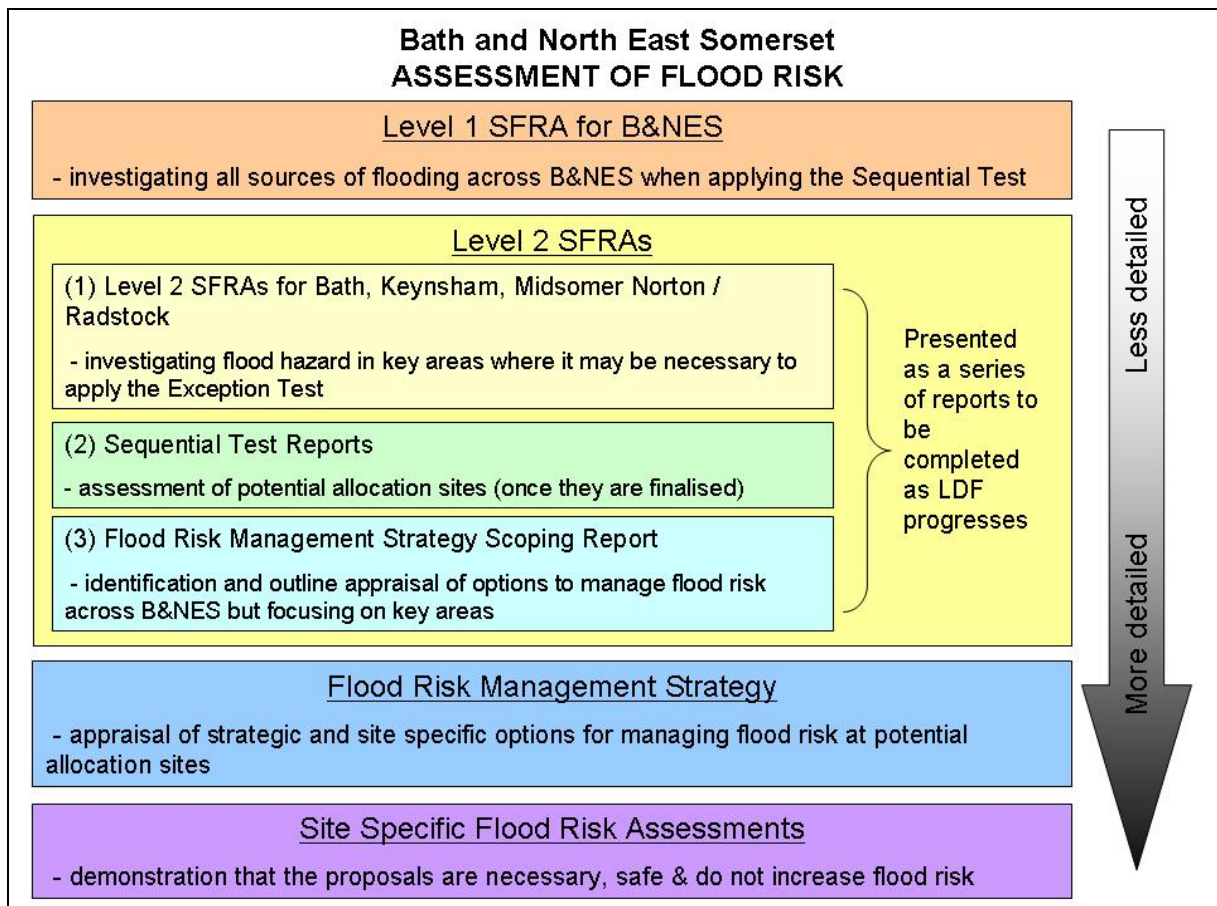 Bath and North East Somerset
ASSESSMENT OF FLOOD RISK
Level 1 SFRA for B&NES
- investigating all sources of flooding across B&NES when applying the Sequential Test
Level 2 SFRAs
(1) Level 2 SFRAs for Bath, Keynsham, Midsomer Norton /
Radstock
- investigating flood hazard in key areas where it may be necessary to
apply the Exception Test
(2) Sequential Test Reports
- assessment of potential allocation sites (once they are finalised)
(3) Flood Risk Management Strategy Scoping Report
- identification and outline appraisal of options to manage flood risk
across B&NES but focusing on key areas
Presented
as a series
of reports to
be
completed
as LDF
progresses
Flood Risk Management Strategy
- appraisal of strategic and site specific options for managing flood risk at potential
allocation sites
Site Specific Flood Risk Assessments
- demonstration that the proposals are necessary, safe & do not increase flood risk
Less detailed
More detailed